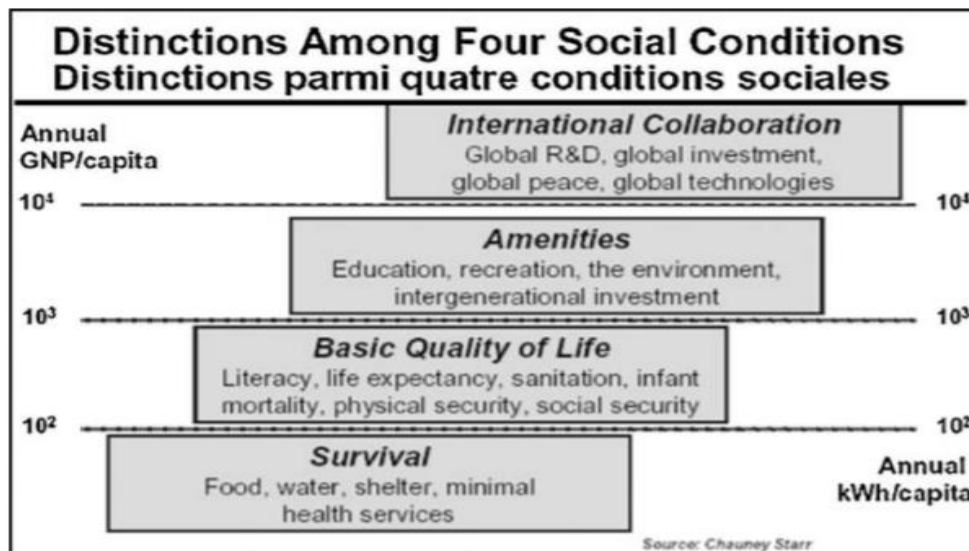 Distinctions Among Four Social Conditions
Distinctions parmi quatre conditions sociales
Annual
GNP/capita
International Collaboration
Global R&D, global investment,
global peace, global technologies
10⁴
10⁴
Amenities
Education, recreation, the environment,
intergenerational investment
10³
10³
Basic Quality of Life
Literacy, life expectancy, sanitation, infant
mortality, physical security, social security
10²
10²
Survival
Food, water, shelter, minimal
health services
Annual
kWh/capita
Source: Chauney Starr